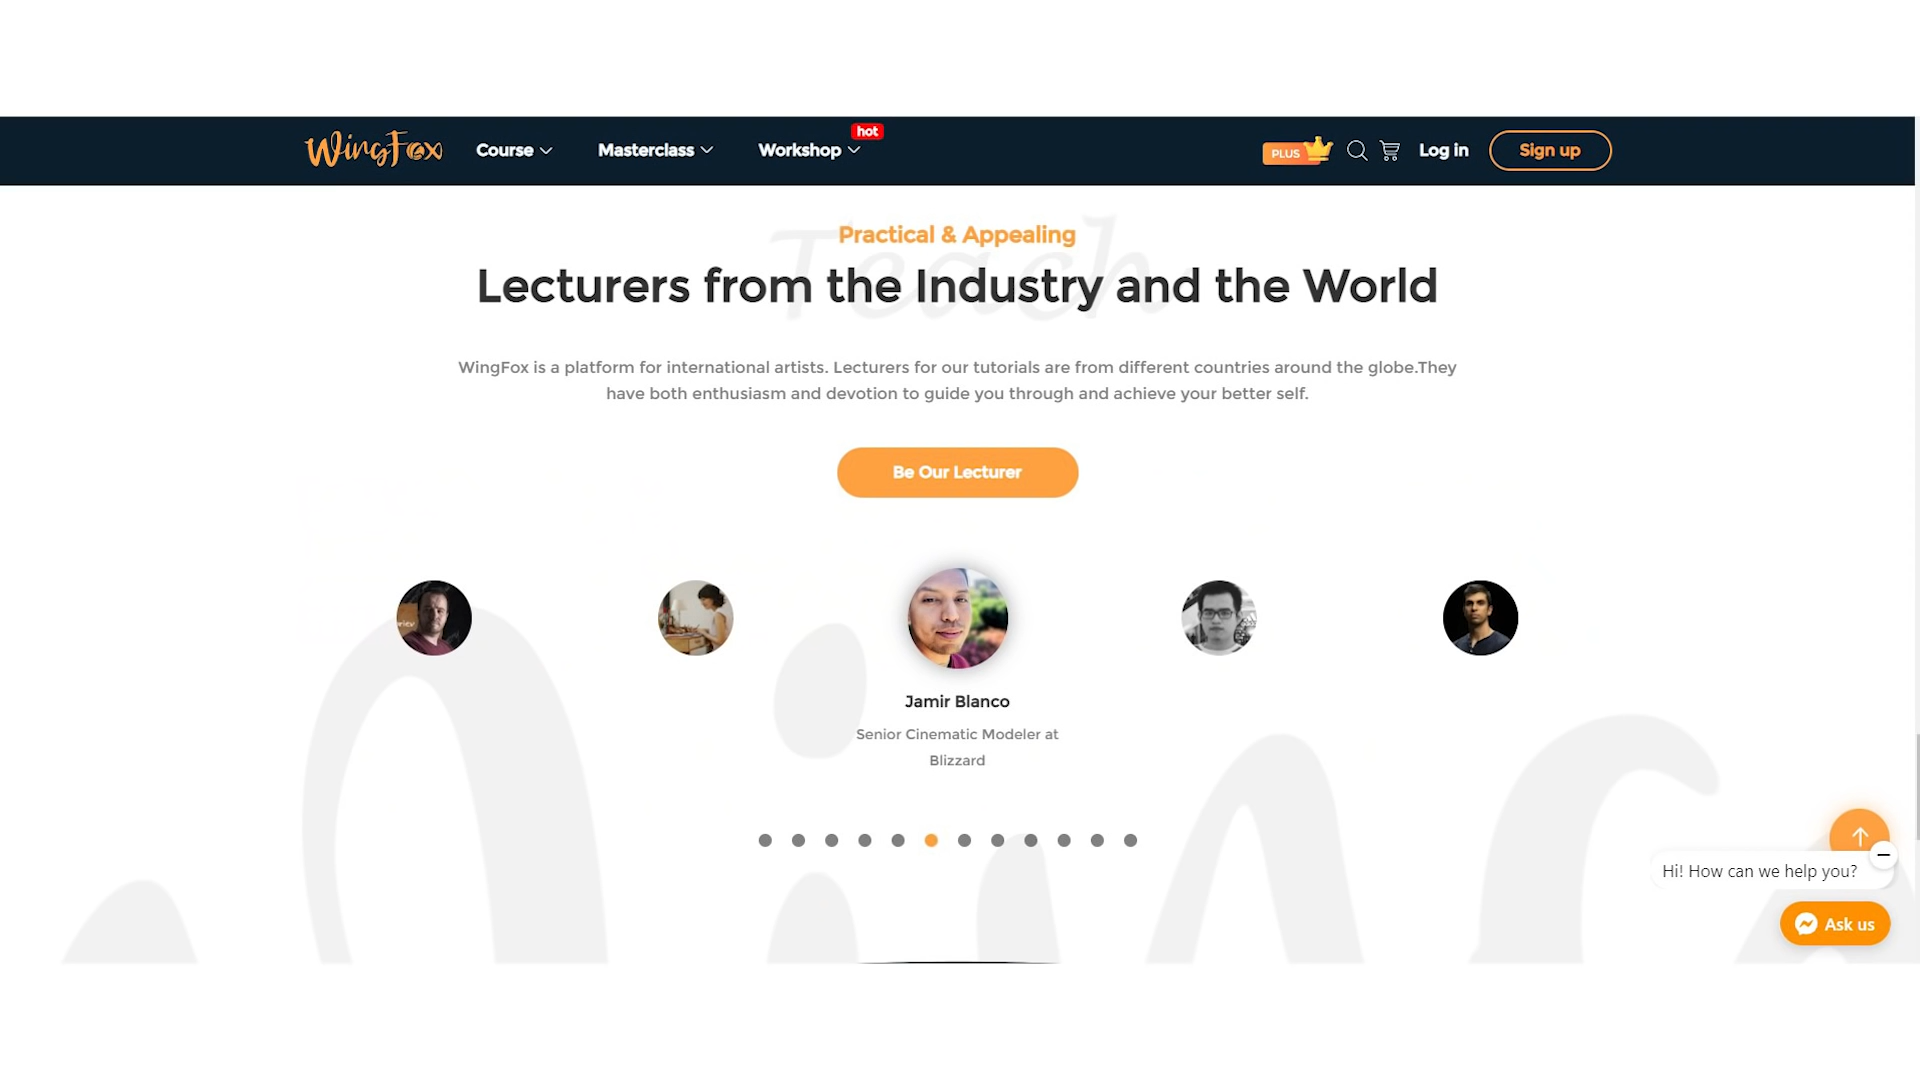 WingFox
Course
Masterclass
Workshop
hot
PLUS
Log in
Sign up
Teach
Practical & Appealing
Lecturers from the Industry and the World
WingFox is a platform for international artists. Lecturers for our tutorials are from different countries around the globe.They
have both enthusiasm and devotion to guide you through and achieve your better self.
Be Our Lecturer
Jamir Blanco
Senior Cinematic Modeler at
Blizzard
Hi! How can we help you?
Ask us